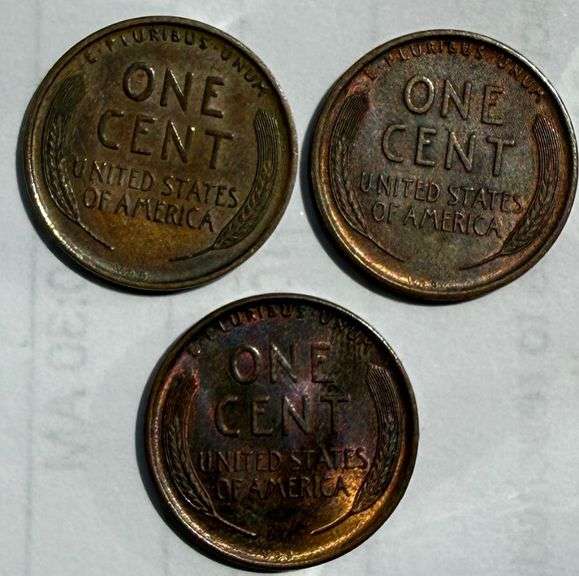 E·PLURIBUS·UNUM
ONE
CENT
UNITED STATES
OF AMERICA
E·PLURIBUS·UNUM
ONE
CENT
UNITED STATES
OF AMERICA
E·PLURIBUS·UNUM
ONE
CENT
UNITED STATES
OF AMERICA